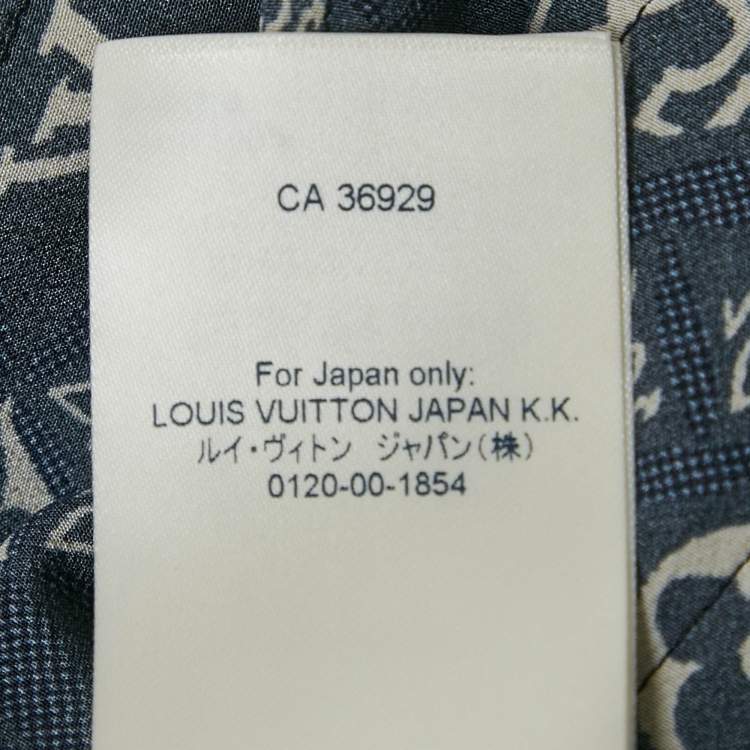 CA 36929
For Japan only:
LOUIS VUITTON JAPAN K.K.
ルイ・ヴィトン ジャパン(株)
0120-00-1854